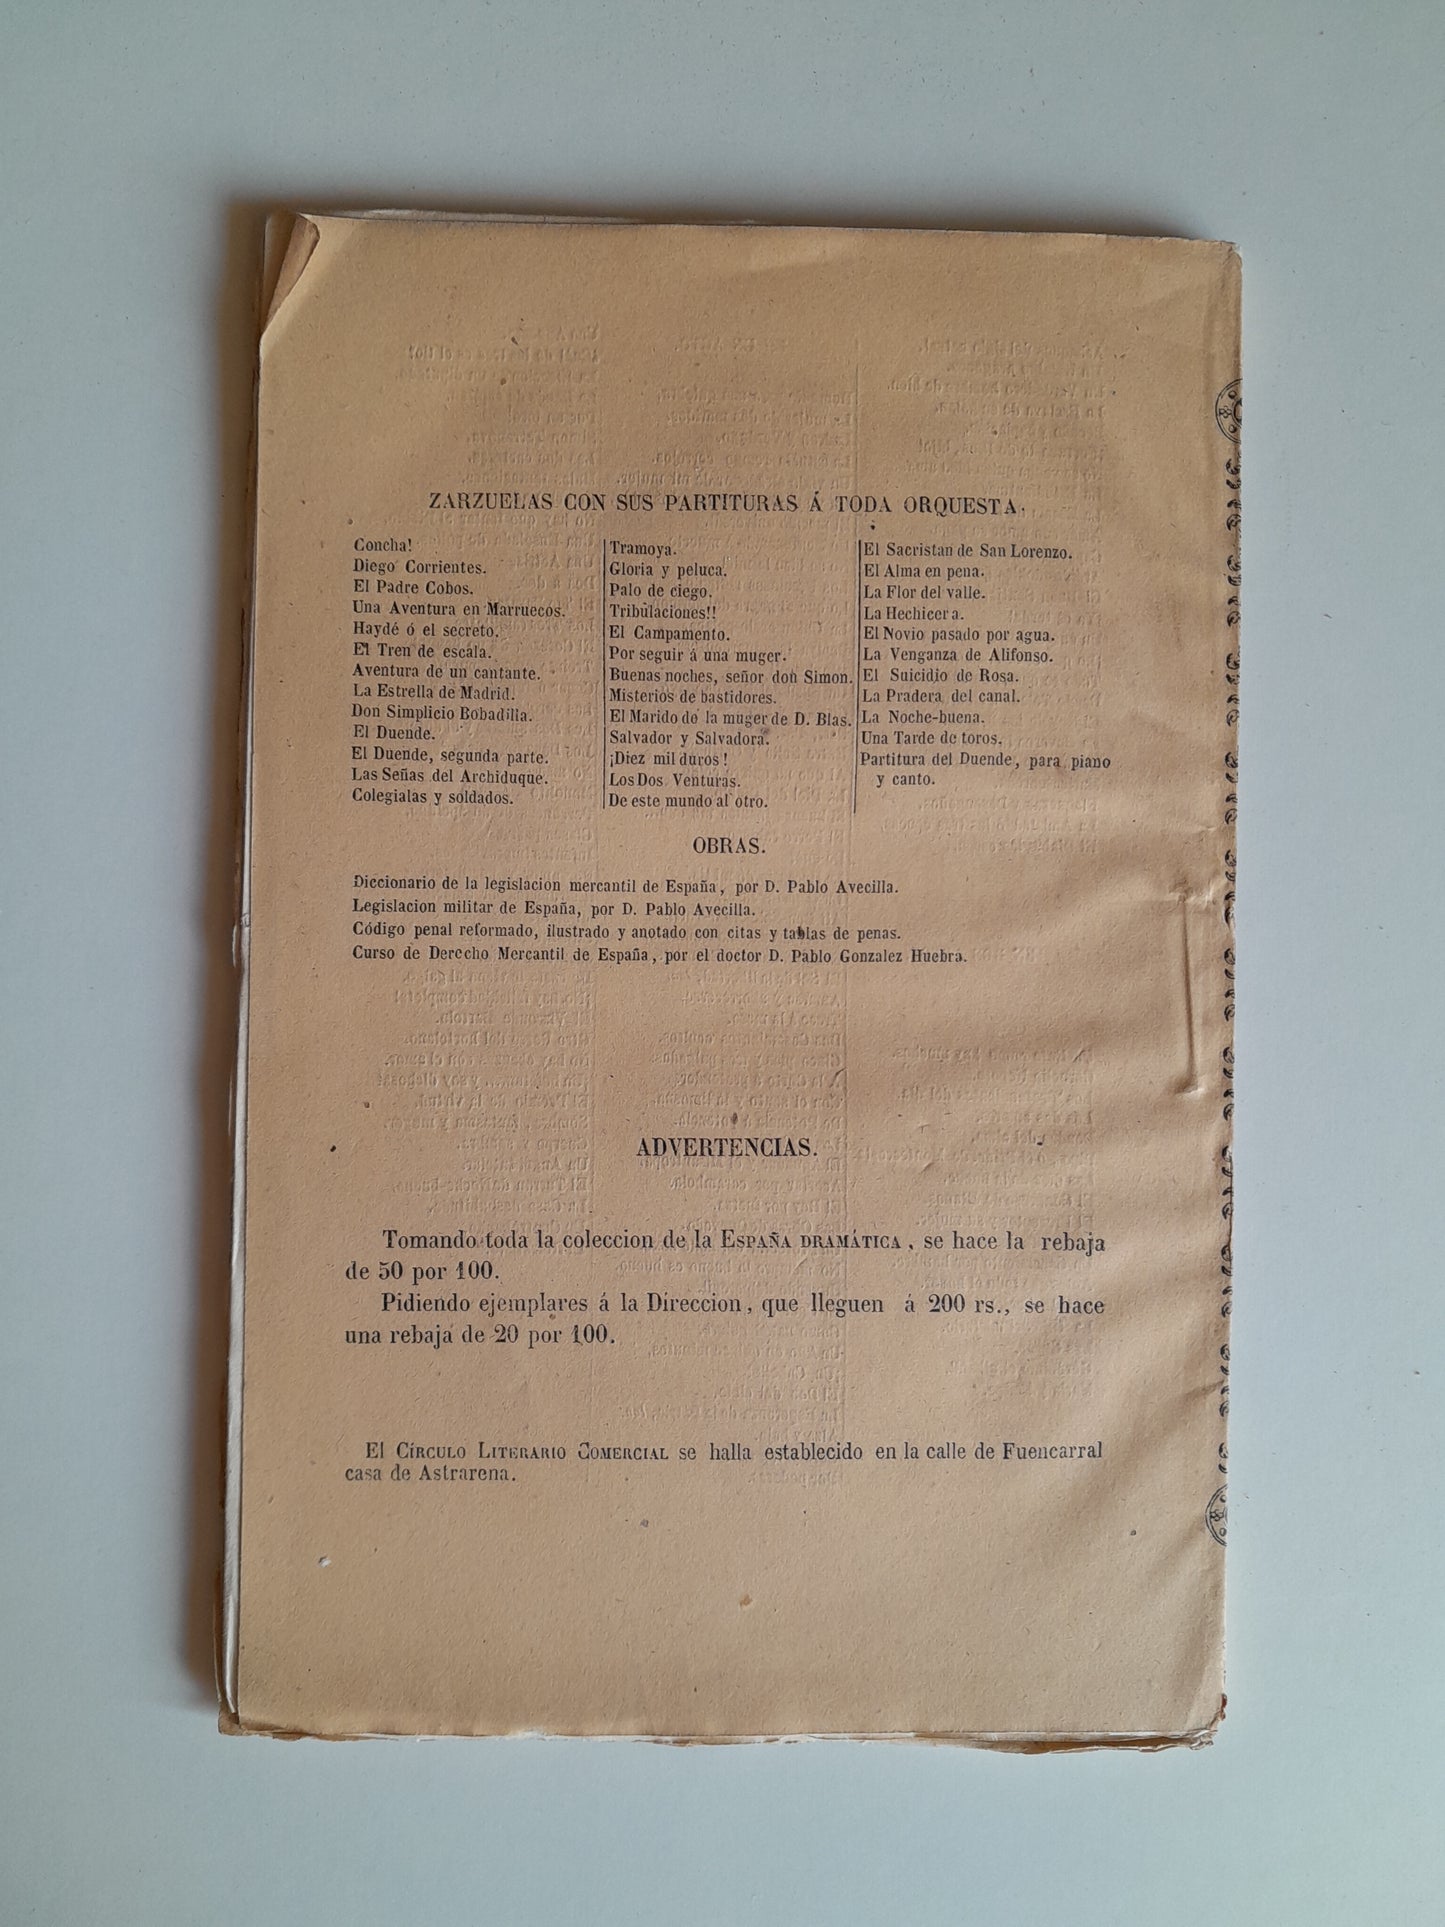 ZARZUELAS CON SUS PARTITURAS Á TODA ORQUESTA.
Concha!
Diego Corrientes.
El Padre Cobos.
Una Aventura en Marruecos.
Haydé ó el secreto.
El Tren de escala.
Aventura de un cantante.
La Estrella de Madrid.
Don Simplicio Bobadilla.
El Duende.
El Duende, segunda parte.
Las Señas del Archiduque.
Colegialas y soldados.
Tramoya.
Gloria y peluca.
Palo de ciego.
Tribulaciones!!
El Campamento.
Por seguir á una muger.
Buenas noches, señor don Simon.
Misterios de bastidores.
El Marido de la muger de D. Blas.
Salvador y Salvadora.
¡Diez mil duros!
Los Dos Venturas.
De este mundo al otro.
El Sacristan de San Lorenzo.
El Alma en pena.
La Flor del valle.
La Hechicera.
El Novio pasado por agua.
La Venganza de Alifonso.
El Suicidio de Rosa.
La Pradera del canal.
La Noche-buena.
Una Tarde de toros.
Partitura del Duende, para piano
y canto.
OBRAS.
Diccionario de la legislacion mercantil de España, por D. Pablo Avecilla.
Legislacion militar de España, por D. Pablo Avecilla.
Código penal reformado, ilustrado y anotado con citas y tablas de penas.
Curso de Derecho Mercantil de España, por el doctor D. Pablo Gonzalez Huebra.
ADVERTENCIAS.
Tomando toda la coleccion de la ESPAÑA DRAMÁTICA, se hace la rebaja
de 50 por 100.
Pidiendo ejemplares á la Direccion, que lleguen á 200 rs., se hace
una rebaja de 20 por 100.
El CÍRCULO LITERARIO COMERCIAL se halla establecido en la calle de Fuencarral
casa de Astrarena.